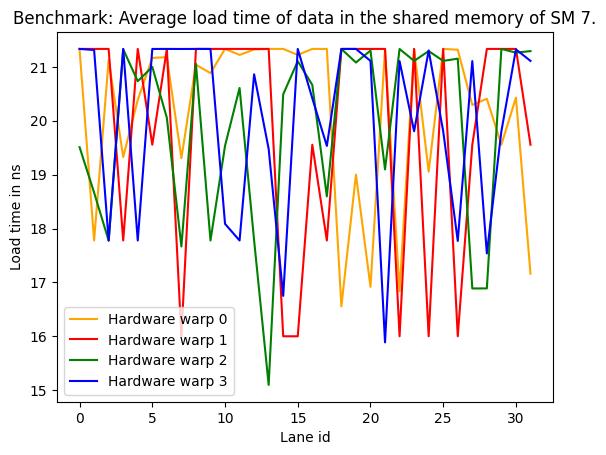 Benchmark: Average load time of data in the shared memory of SM 7.
Load time in ns
21
20
19
18
17
16
15
Hardware warp 0
Hardware warp 1
Hardware warp 2
Hardware warp 3
0 5 10 15 20 25 30
Lane id